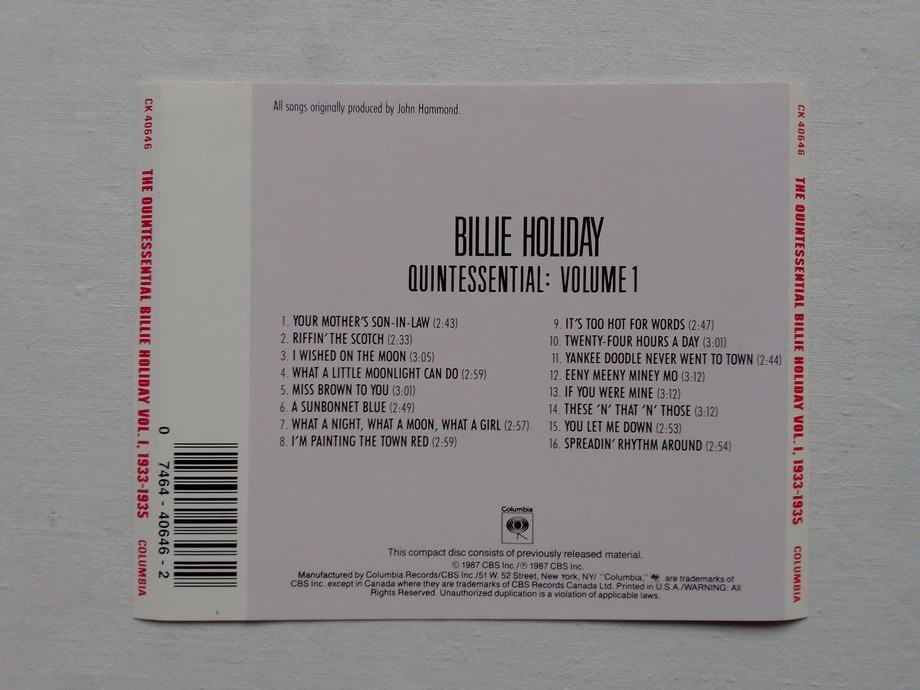 CK 40646 THE QUINTESSENTIAL BILLIE HOLIDAY VOL. I, 1933-1935 COLUMBIA
0 7464 - 40646 - 2
All songs originally produced by John Hammond.
BILLIE HOLIDAY
QUINTESSENTIAL: VOLUME 1
1. YOUR MOTHER'S SON-IN-LAW (2:43)
2. RIFFIN' THE SCOTCH (2:33)
3. I WISHED ON THE MOON (3:05)
4. WHAT A LITTLE MOONLIGHT CAN DO (2:59)
5. MISS BROWN TO YOU (3:01)
6. A SUNBONNET BLUE (2:49)
7. WHAT A NIGHT, WHAT A MOON, WHAT A GIRL (2:57)
8. I'M PAINTING THE TOWN RED (2:59)
9. IT'S TOO HOT FOR WORDS (2:47)
10. TWENTY-FOUR HOURS A DAY (3:01)
11. YANKEE DOODLE NEVER WENT TO TOWN (2:44)
12. EENY MEENY MINEY MO (3:12)
13. IF YOU WERE MINE (3:12)
14. THESE 'N' THAT 'N' THOSE (3:12)
15. YOU LET ME DOWN (2:53)
16. SPREADIN' RHYTHM AROUND (2:54)
Columbia
This compact disc consists of previously released material.
© 1987 CBS Inc./℗ 1987 CBS Inc.
Manufactured by Columbia Records/CBS Inc./51 W. 52 Street, New York, NY/ "Columbia," are trademarks of
CBS Inc. except in Canada where they are trademarks of CBS Records Canada Ltd. Printed in U.S.A./WARNING: All
Rights Reserved. Unauthorized duplication is a violation of applicable laws.
CK 40646 THE QUINTESSENTIAL BILLIE HOLIDAY VOL. I, 1933-1935 COLUMBIA